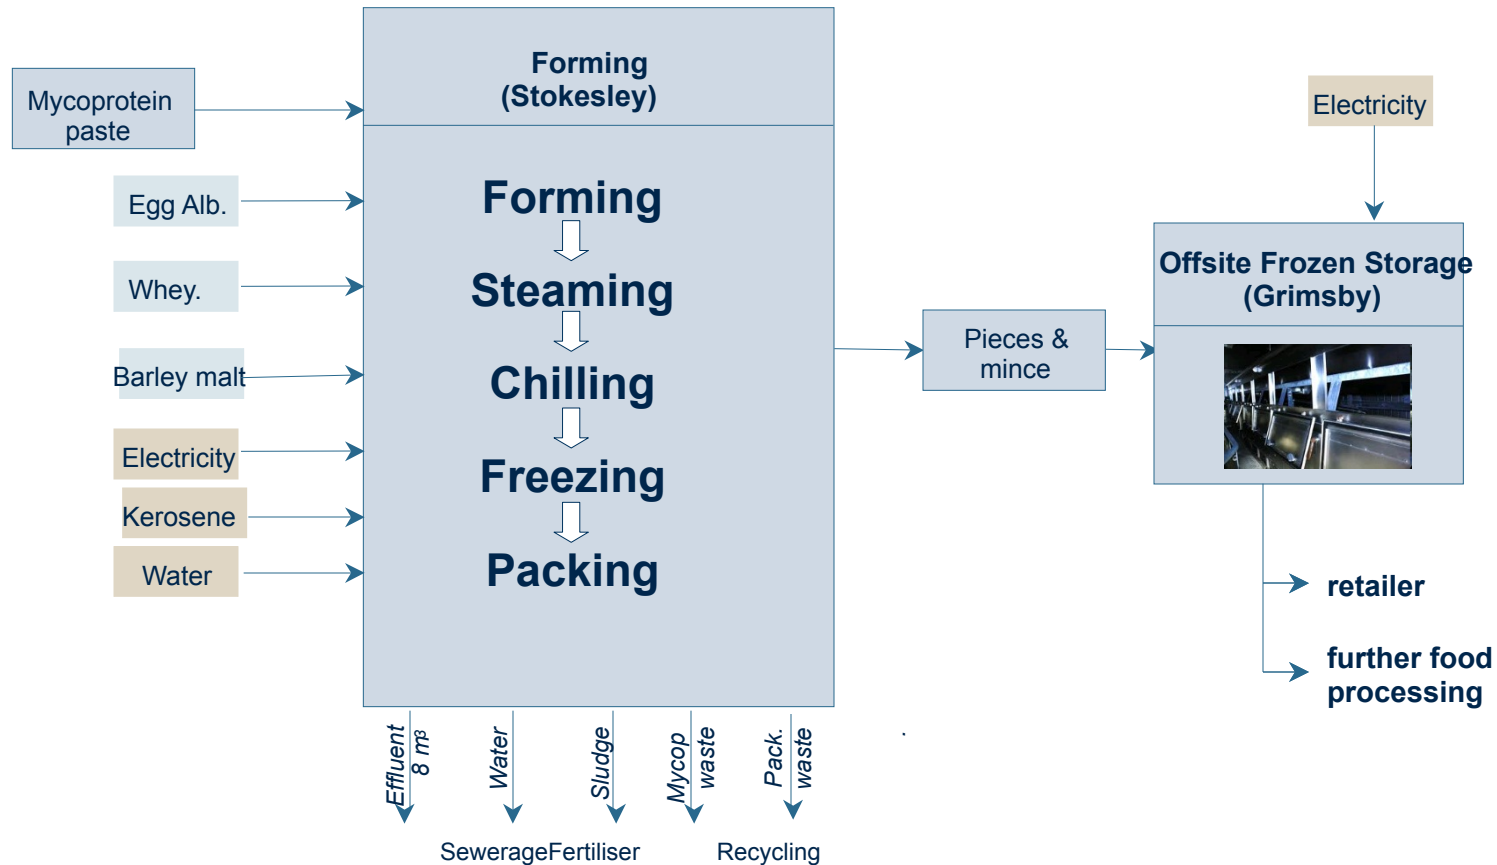 Forming
(Stokesley)
Mycoprotein
paste
Egg Alb.
Whey.
Barley malt
Electricity
Kerosene
Water
Forming
Steaming
Chilling
Freezing
Packing
Pieces &
mince
Electricity
Offsite Frozen Storage
(Grimsby)
retailer
further food
processing
Effluent
8 m³
Water
Sludge
Mycop
waste
Pack.
waste
.
SewerageFertiliser
Recycling